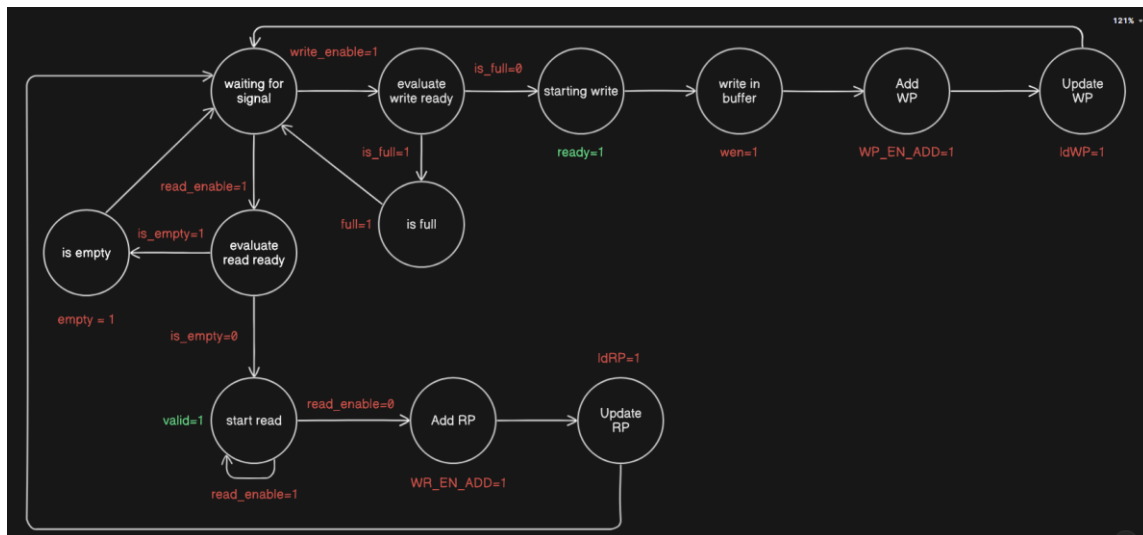 121%
write_enable=1
waiting for
signal
evaluate
write ready
is_full=0
starting write
write in
buffer
Add
WP
Update
WP
is_full=1
ready=1
wen=1
WP_EN_ADD=1
ldWP=1
read_enable=1
full=1
is full
is_empty=1
is empty
evaluate
read ready
empty = 1
is_empty=0
ldRP=1
valid=1
start read
read_enable=0
Add RP
Update
RP
read_enable=1
WR_EN_ADD=1